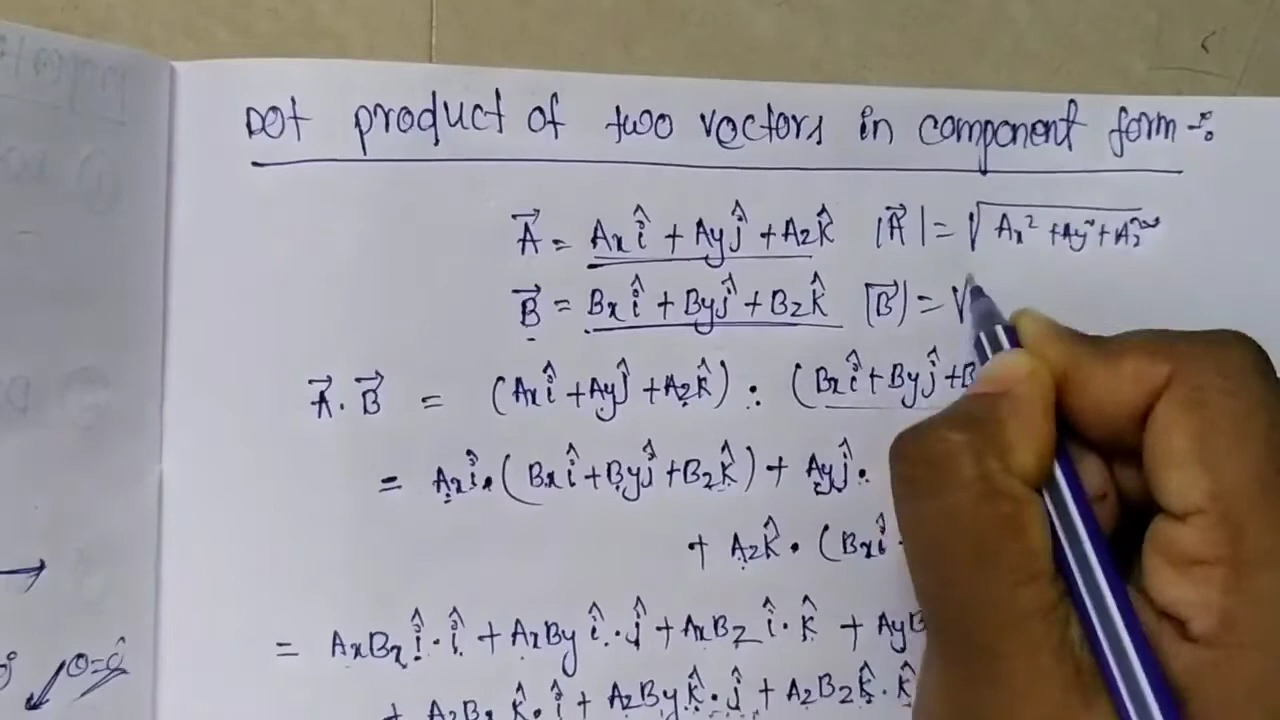 Dot product of two vectors in component form :
A⃗ = Axî + Ayĵ + Azk̂ |A⃗| = √Ax² + Ay² + Az²
B⃗ = Bxî + Byĵ + Bzk̂ |B⃗| = √
A⃗ . B⃗ = (Axî + Ayĵ + Azk̂) . (Bxî + Byĵ + B
= Axî . (Bxî + Byĵ + Bzk̂) + Ayĵ .
+ Azk̂ . (Bxî
= AxBx î . î + AxBy î . ĵ + AxBz î . k̂ + AyB
+ AzBx k̂ . î + AzBy k̂ . ĵ + AzBz k̂ . k̂